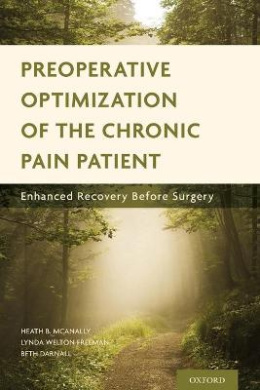 PREOPERATIVE
OPTIMIZATION
OF THE CHRONIC
PAIN PATIENT
Enhanced Recovery Before Surgery
HEATH B. MCANALLY
LYNDA WELTON FREEMAN
BETH DARNALL
OXFORD